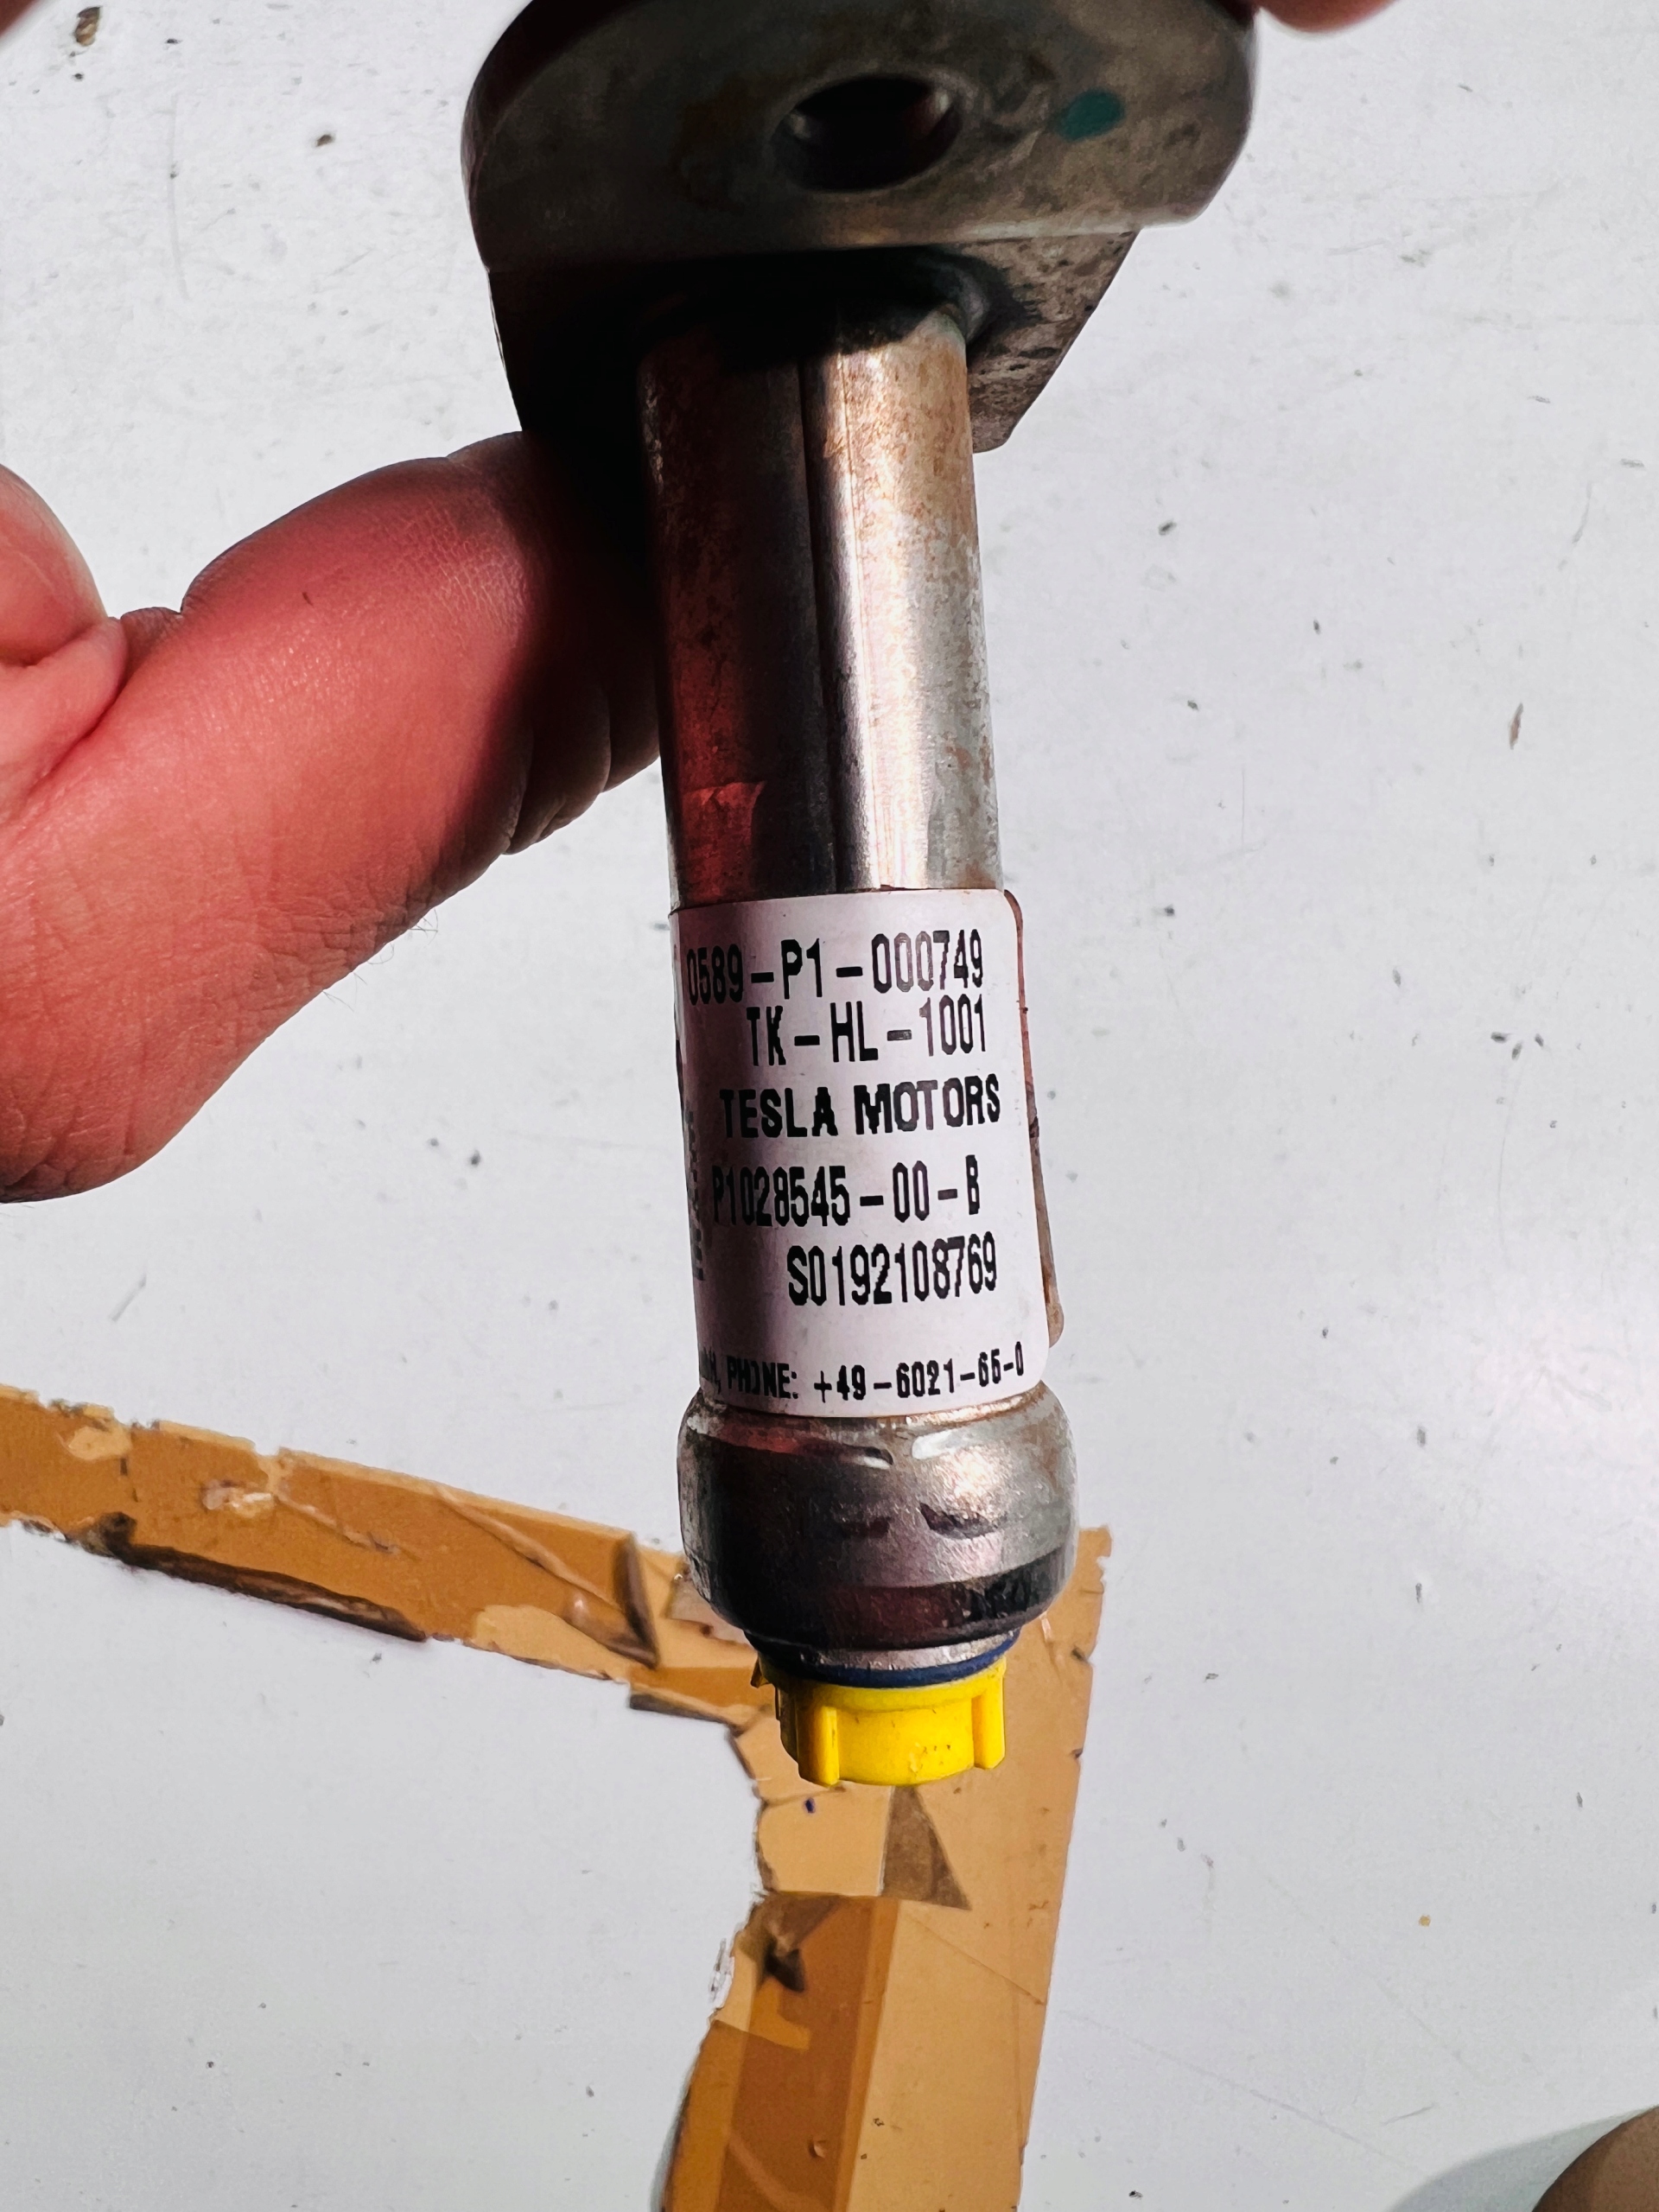 0589-P1-000749
TK-HL-1001
TESLA MOTORS
P1028545-00-B
S0192108769
PHONE: +49-6021-65-0